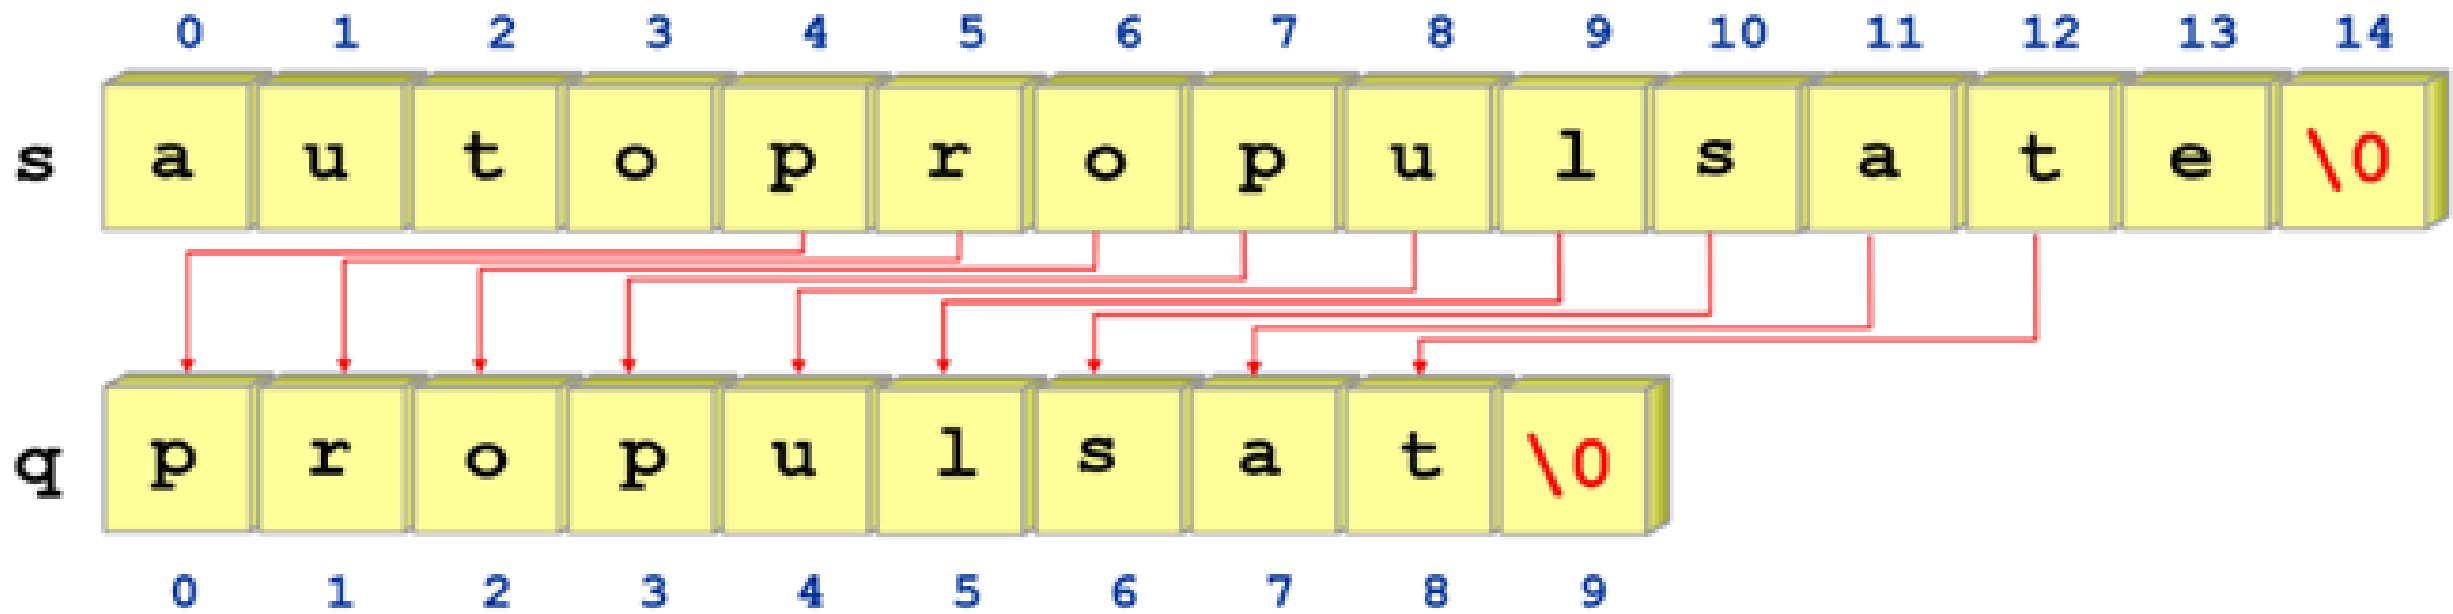 0 1 2 3 4 5 6 7 8 9 10 11 12 13 14
s a u t o p r o p u l s a t e \0
q p r o p u l s a t \0
0 1 2 3 4 5 6 7 8 9